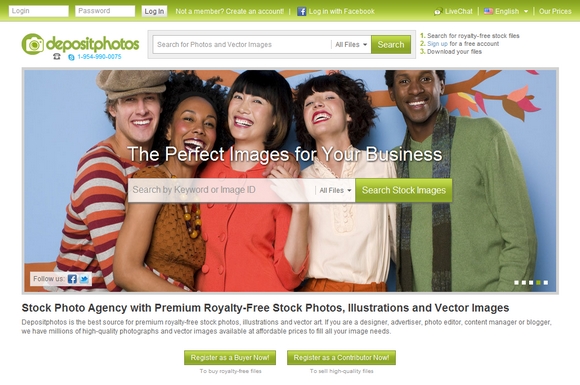 Login Password Log In Not a member? Create an account! | Log in with Facebook LiveChat | English | Our Prices
depositphotos
1-954-990-0075
Search for Photos and Vector Images All Files Search
1. Search for royalty-free stock files
2. Sign up for a free account
3. Download your files
The Perfect Images for Your Business
Search by Keyword or Image ID All Files Search Stock Images
Follow us:
Stock Photo Agency with Premium Royalty-Free Stock Photos, Illustrations and Vector Images
Depositphotos is the best source for premium royalty-free stock photos, illustrations and vector art. If you are a designer, advertiser, photo editor, content manager or blogger,
we have millions of high-quality photographs and vector images available at affordable prices to fill all your image needs.
Register as a Buyer Now! Register as a Contributor Now!
To buy royalty-free files To sell high-quality files